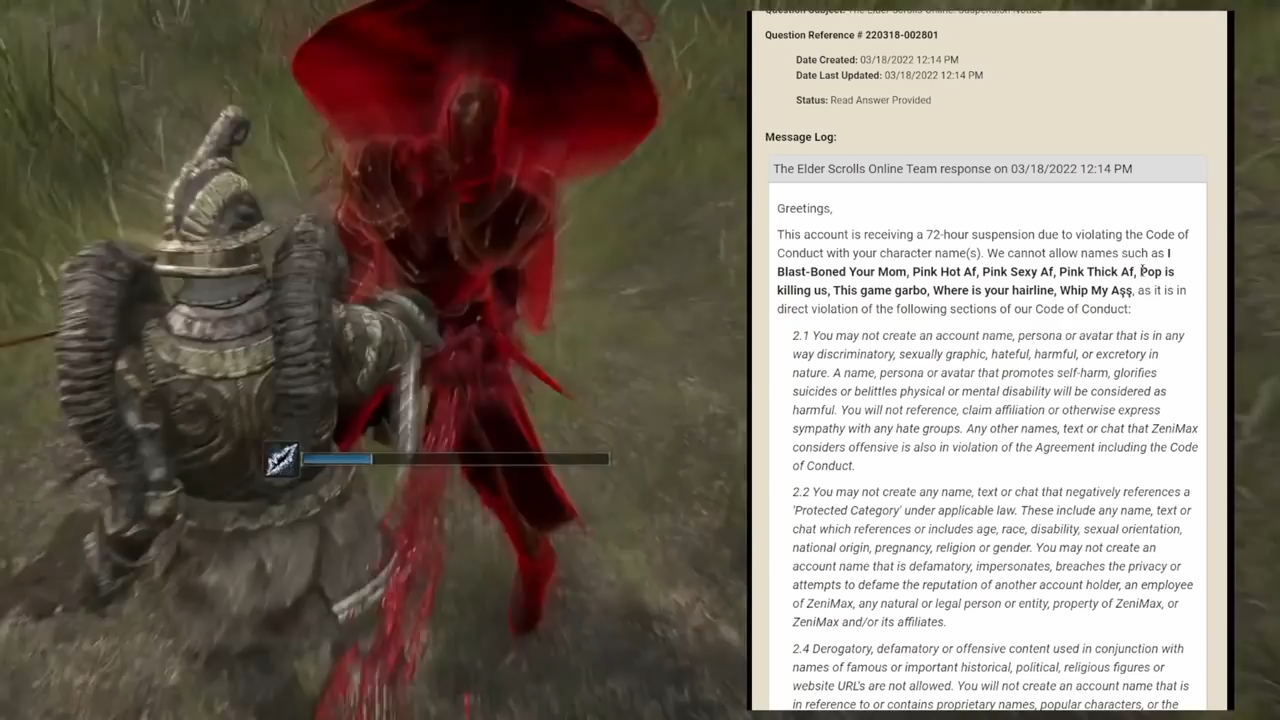 Question Subject: The Elder Scrolls Online: Suspension Notice
Question Reference # 220318-002801
Date Created: 03/18/2022 12:14 PM
Date Last Updated: 03/18/2022 12:14 PM
Status: Read Answer Provided
Message Log:
The Elder Scrolls Online Team response on 03/18/2022 12:14 PM
Greetings,
This account is receiving a 72-hour suspension due to violating the Code of
Conduct with your character name(s). We cannot allow names such as I
Blast-Boned Your Mom, Pink Hot Af, Pink Sexy Af, Pink Thick Af, Pop is
killing us, This game garbo, Where is your hairline, Whip My Aşş, as it is in
direct violation of the following sections of our Code of Conduct:
2.1 You may not create an account name, persona or avatar that is in any
way discriminatory, sexually graphic, hateful, harmful, or excretory in
nature. A name, persona or avatar that promotes self-harm, glorifies
suicides or belittles physical or mental disability will be considered as
harmful. You will not reference, claim affiliation or otherwise express
sympathy with any hate groups. Any other names, text or chat that ZeniMax
considers offensive is also in violation of the Agreement including the Code
of Conduct.
2.2 You may not create any name, text or chat that negatively references a
'Protected Category' under applicable law. These include any name, text or
chat which references or includes age, race, disability, sexual orientation,
national origin, pregnancy, religion or gender. You may not create an
account name that is defamatory, impersonates, breaches the privacy or
attempts to defame the reputation of another account holder, an employee
of ZeniMax, any natural or legal person or entity, property of ZeniMax, or
ZeniMax and/or its affiliates.
2.4 Derogatory, defamatory or offensive content used in conjunction with
names of famous or important historical, political, religious figures or
website URL's are not allowed. You will not create an account name that is
in reference to or contains proprietary names, popular characters, or the